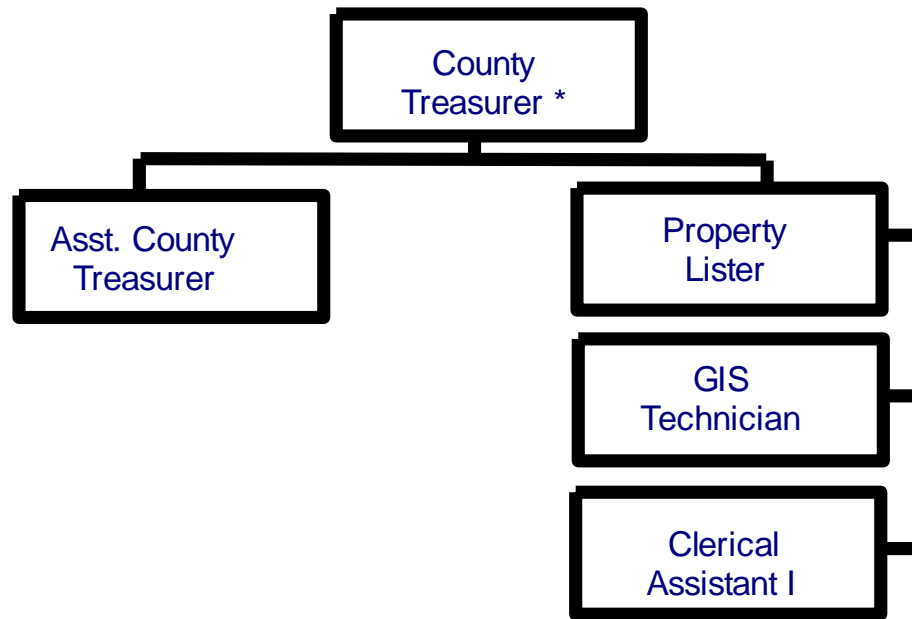 County
Treasurer *
Asst. County
Treasurer
Property
Lister
GIS
Technician
Clerical
Assistant I